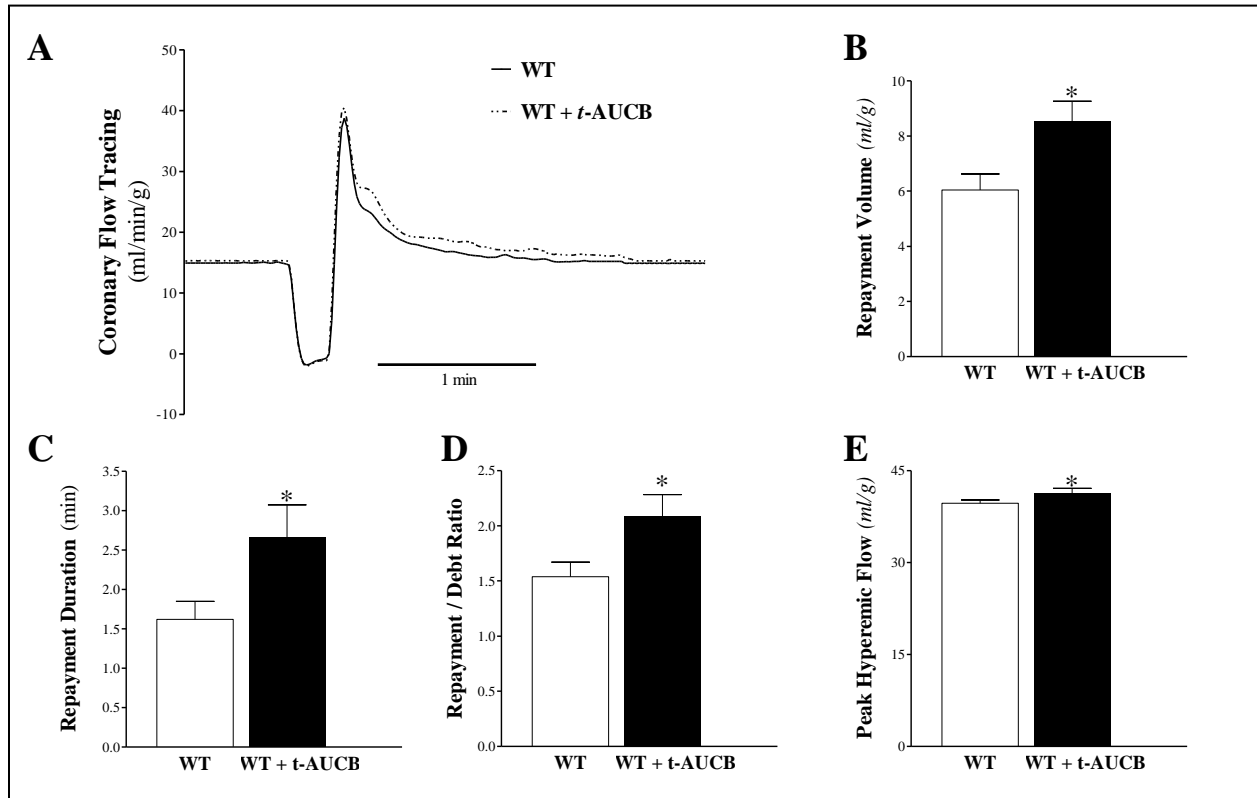 A
50
40
30
20
10
0
-10
Coronary Flow Tracing
(ml/min/g)
WT
WT + t-AUCB
1 min
B
10
8
6
4
2
0
Repayment Volume (ml/g)
*
WT
WT + t-AUCB
C
3.5
3.0
2.5
2.0
1.5
1.0
0.5
0.0
Repayment Duration (min)
*
WT
WT + t-AUCB
D
2.5
2.0
1.5
1.0
0.5
0.0
Repayment / Debt Ratio
*
WT
WT + t-AUCB
E
45
30
15
0
Peak Hyperemic Flow (ml/g)
*
WT
WT + t-AUCB